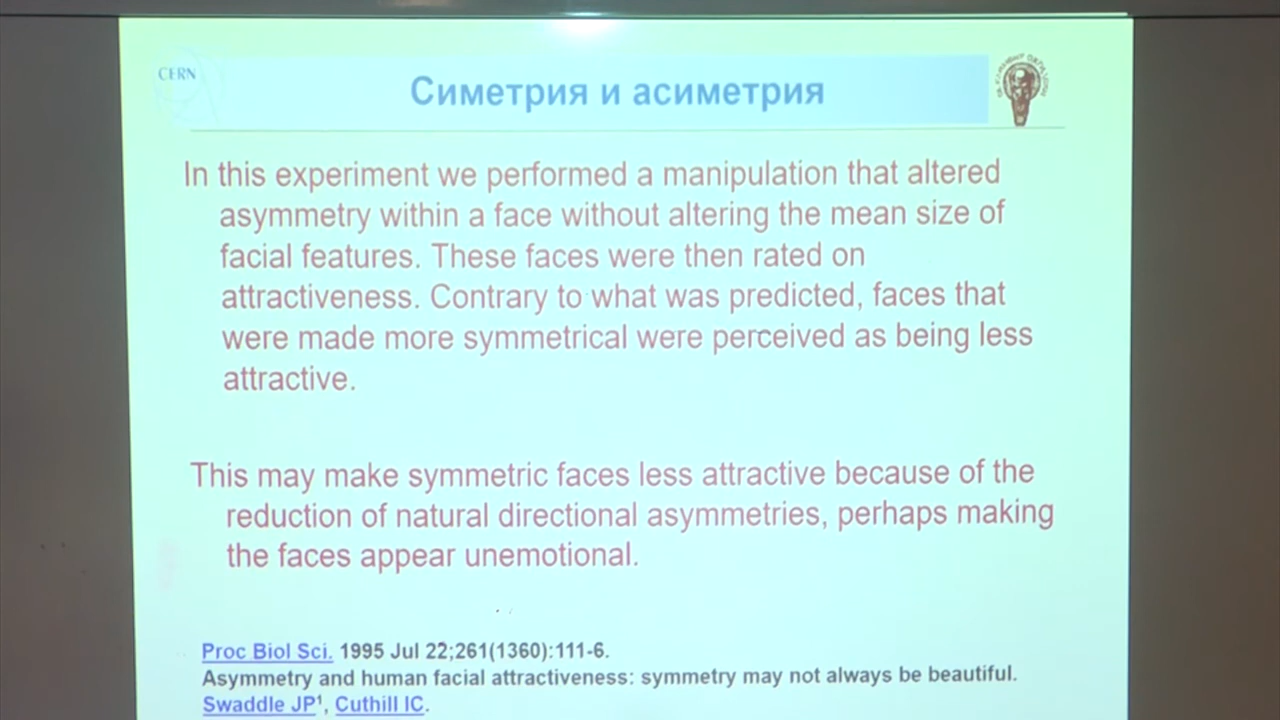 CERN
Симетрия и асиметрия
In this experiment we performed a manipulation that altered
asymmetry within a face without altering the mean size of
facial features. These faces were then rated on
attractiveness. Contrary to what was predicted, faces that
were made more symmetrical were perceived as being less
attractive.
This may make symmetric faces less attractive because of the
reduction of natural directional asymmetries, perhaps making
the faces appear unemotional.
Proc Biol Sci. 1995 Jul 22;261(1360):111-6.
Asymmetry and human facial attractiveness: symmetry may not always be beautiful.
Swaddle JP¹, Cuthill IC.